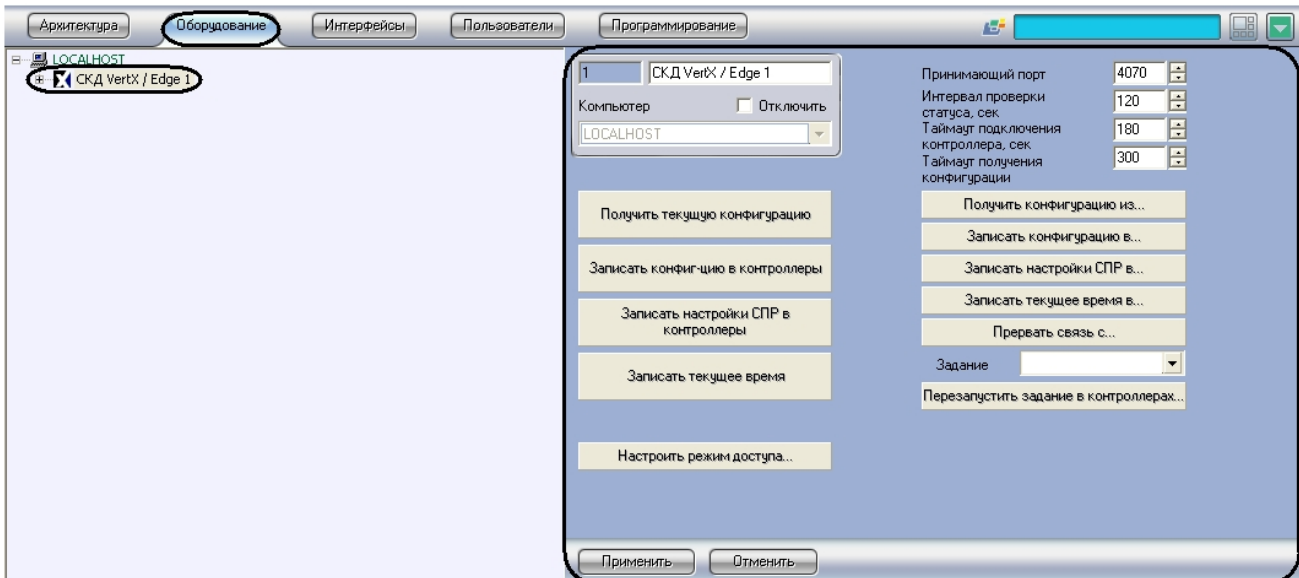 Архитектура Оборудование Интерфейсы Пользователи Программирование
LOCALHOST
СКД VertX / Edge 1
1 СКД VertX / Edge 1
Компьютер Отключить
LOCALHOST
Принимающий порт 4070
Интервал проверки
статуса, сек 120
Таймаут подключения
контроллера, сек 180
Таймаут получения
конфигурации 300
Получить текущую конфигурацию
Записать конфиг-цию в контроллеры
Записать настройки СПР в
контроллеры
Записать текущее время
Настроить режим доступа...
Получить конфигурацию из...
Записать конфигурацию в...
Записать настройки СПР в...
Записать текущее время в...
Прервать связь с...
Задание
Перезапустить задание в контроллерах...
Применить Отменить